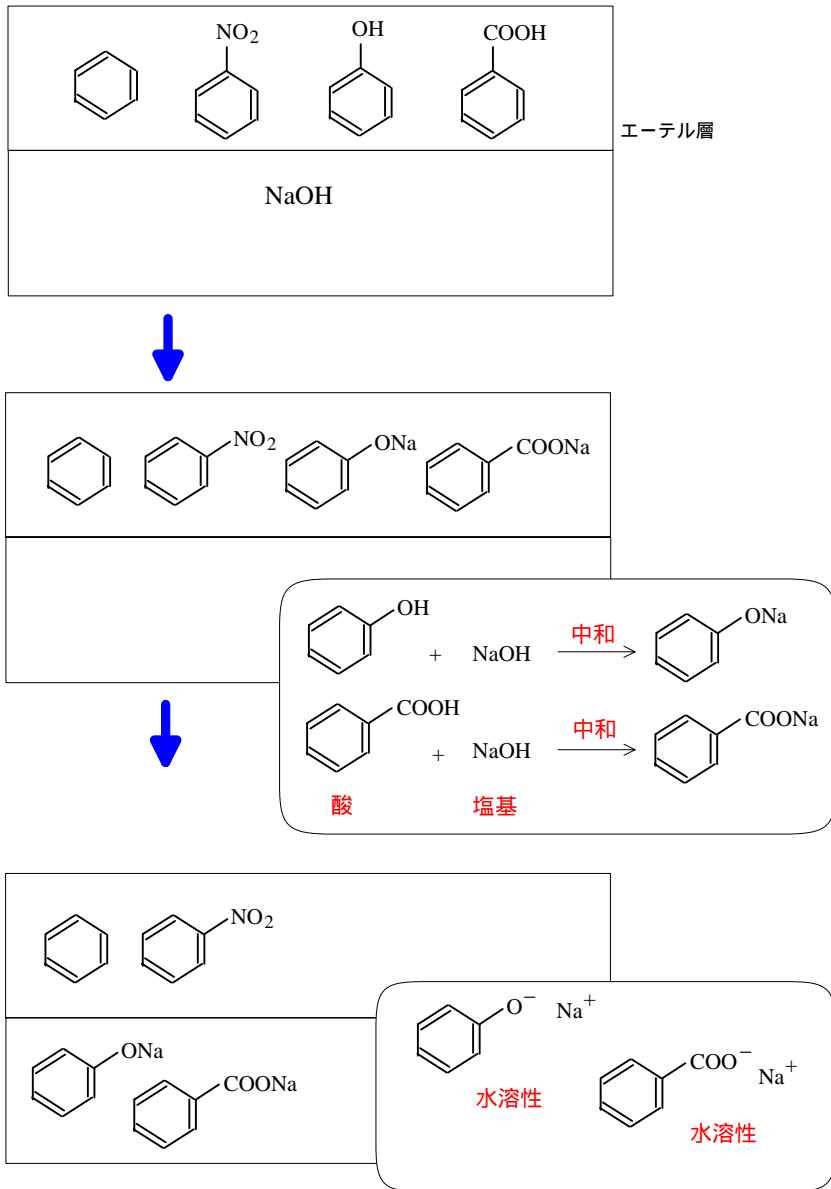 NO2
OH
COOH
エーテル層
NaOH
NO2
ONa
COONa
OH
+ NaOH 中和 ONa
COOH
+ NaOH 中和 COONa
酸 塩基
NO2
ONa
COONa
O− Na+
COO− Na+
水溶性
水溶性